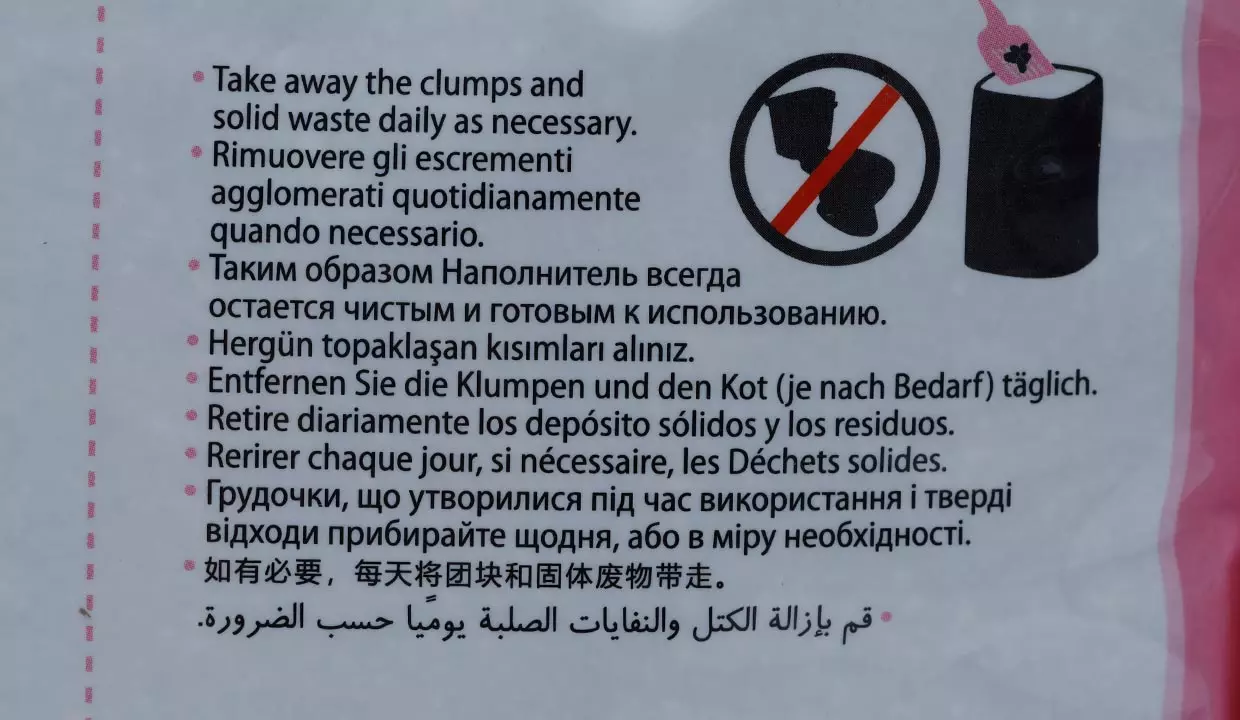 Take away the clumps and
solid waste daily as necessary.
Rimuovere gli escrementi
agglomerati quotidianamente
quando necessario.
Таким образом Наполнитель всегда
остается чистым и готовым к использованию.
Hergün topaklaşan kısımları alınız.
Entfernen Sie die Klumpen und den Kot (je nach Bedarf) täglich.
Retire diariamente los depósito sólidos y los residuos.
Rerirer chaque jour, si nécessaire, les Déchets solides.
Грудочки, що утворилися під час використання і тверді
відходи прибирайте щодня, або в міру необхідності.
如有必要，每天将团块和固体废物带走。
قم بإزالة الكتل والنفايات الصلبة يوميًا حسب الضرورة.